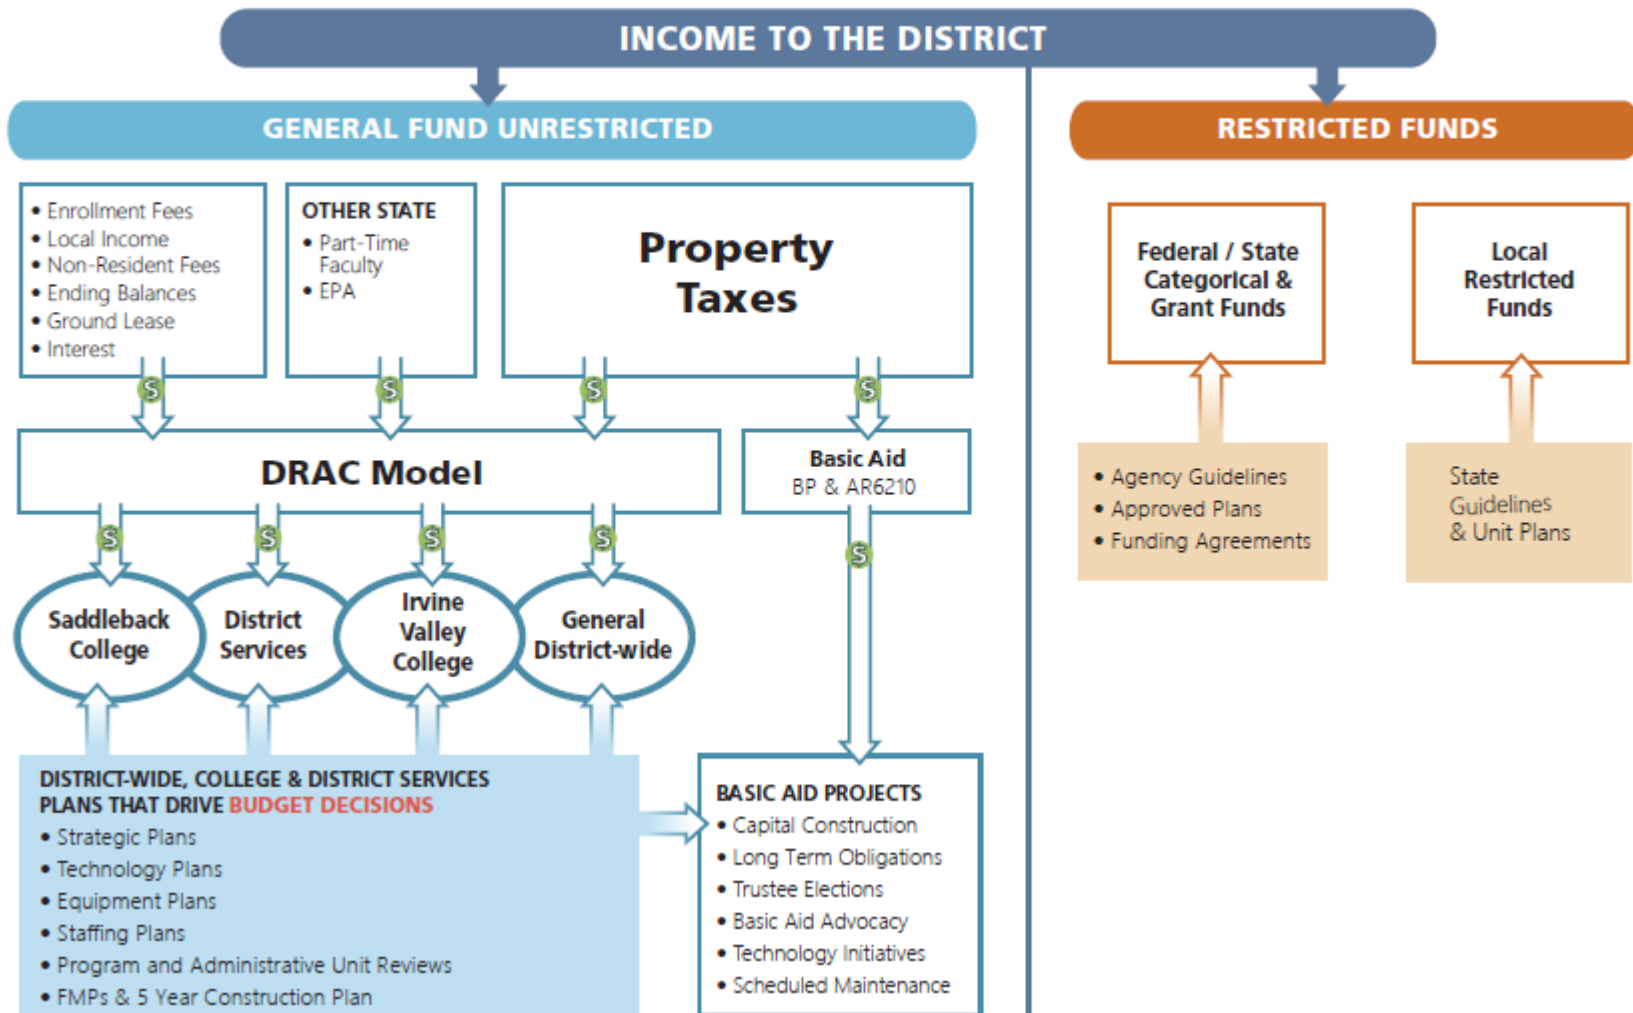 INCOME TO THE DISTRICT
GENERAL FUND UNRESTRICTED
• Enrollment Fees
• Local Income
• Non-Resident Fees
• Ending Balances
• Ground Lease
• Interest
OTHER STATE
• Part-Time
Faculty
• EPA
Property
Taxes
$
$
$
$
DRAC Model
Basic Aid
BP & AR6210
$
$
$
$
$
Saddleback
College
District
Services
Irvine
Valley
College
General
District-wide
DISTRICT-WIDE, COLLEGE & DISTRICT SERVICES
PLANS THAT DRIVE BUDGET DECISIONS
• Strategic Plans
• Technology Plans
• Equipment Plans
• Staffing Plans
• Program and Administrative Unit Reviews
• FMPs & 5 Year Construction Plan
BASIC AID PROJECTS
• Capital Construction
• Long Term Obligations
• Trustee Elections
• Basic Aid Advocacy
• Technology Initiatives
• Scheduled Maintenance
RESTRICTED FUNDS
Federal / State
Categorical &
Grant Funds
Local
Restricted
Funds
• Agency Guidelines
• Approved Plans
• Funding Agreements
State
Guidelines
& Unit Plans